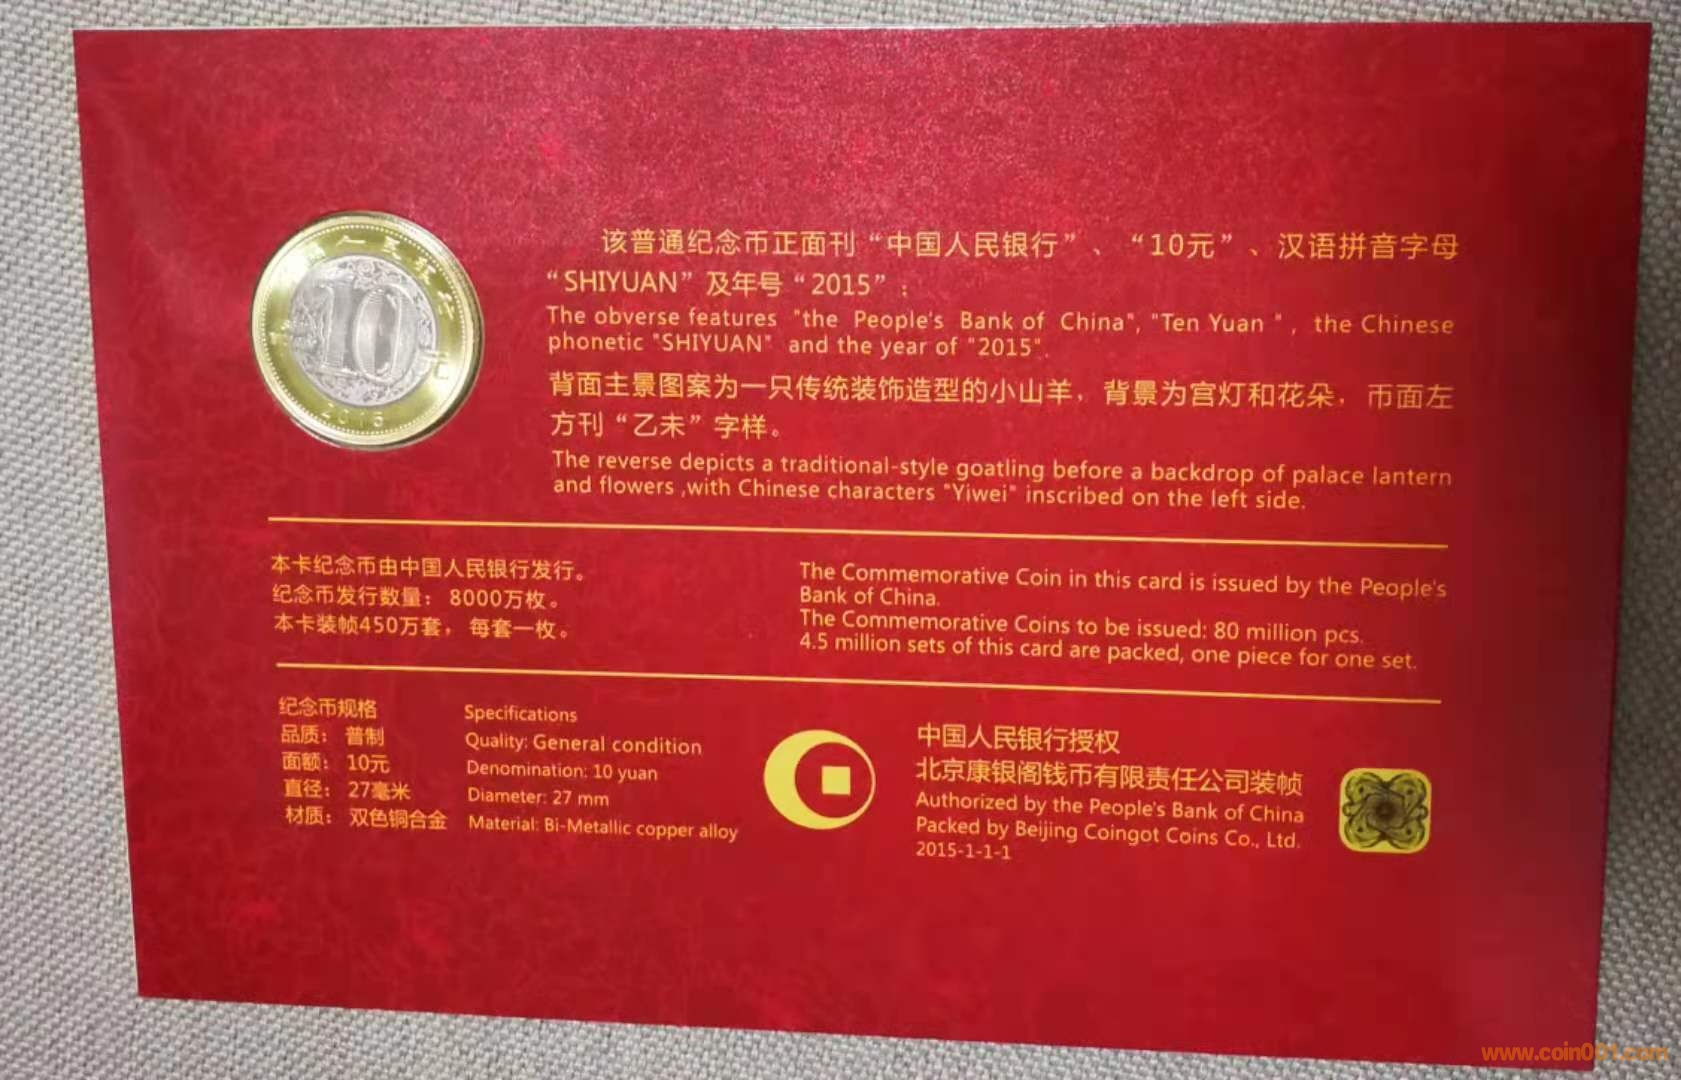 该普通纪念币正面刊“中国人民银行”、“10元”、汉语拼音字母
“SHIYUAN”及年号“2015”；
The obverse features "the People's Bank of China", "Ten Yuan ", the Chinese
phonetic "SHIYUAN" and the year of "2015".
背面主景图案为一只传统装饰造型的小山羊，背景为宫灯和花朵，币面左
方刊“乙未”字样。
The reverse depicts a traditional-style goatling before a backdrop of palace lantern
and flowers ,with Chinese characters "Yiwei" inscribed on the left side.
人民银行
10
元
2015
本卡纪念币由中国人民银行发行。
纪念币发行数量：8000万枚。
本卡装帧450万套，每套一枚。
The Commemorative Coin in this card is issued by the People's
Bank of China.
The Commemorative Coins to be issued: 80 million pcs.
4.5 million sets of this card are packed, one piece for one set.
纪念币规格
品质：普制
面额：10元
直径：27毫米
材质：双色铜合金
Specifications
Quality: General condition
Denomination: 10 yuan
Diameter: 27 mm
Material: Bi-Metallic copper alloy
中国人民银行授权
北京康银阁钱币有限责任公司装帧
Authorized by the People's Bank of China
Packed by Beijing Coingot Coins Co., Ltd.
2015-1-1-1
www.coin001.com